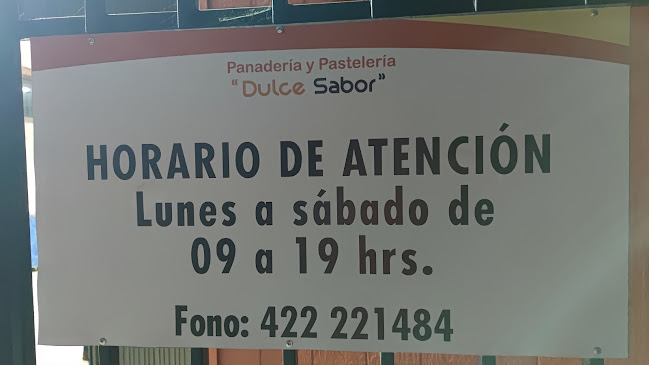 Panadería y Pastelería
"Dulce Sabor"
HORARIO DE ATENCIÓN
Lunes a sábado de
09 a 19 hrs.
Fono: 422 221484